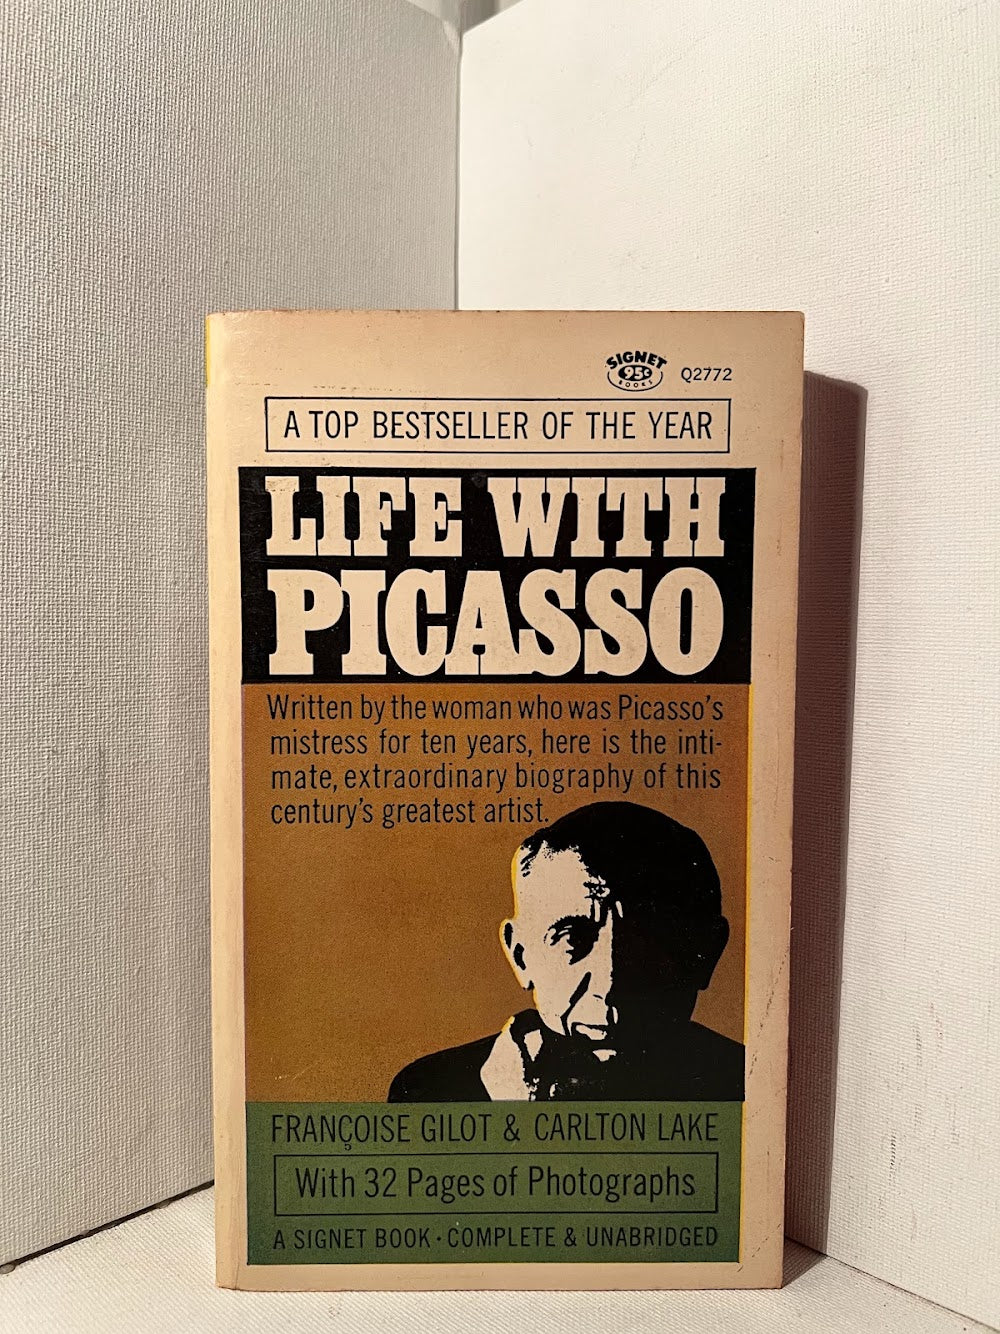 SIGNET
95¢
BOOKS
Q2772
A TOP BESTSELLER OF THE YEAR
LIFE WITH
PICASSO
Written by the woman who was Picasso's
mistress for ten years, here is the inti-
mate, extraordinary biography of this
century's greatest artist.
FRANÇOISE GILOT & CARLTON LAKE
With 32 Pages of Photographs
A SIGNET BOOK · COMPLETE & UNABRIDGED